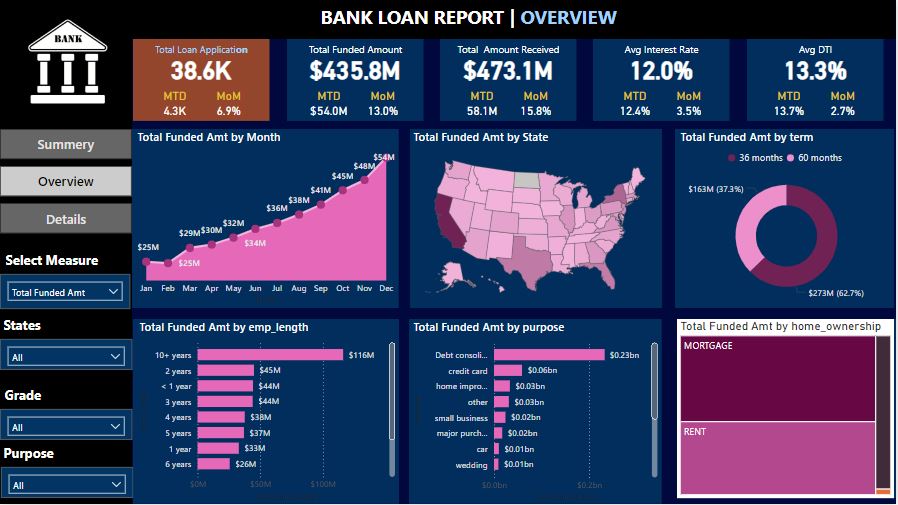 BANK LOAN REPORT | OVERVIEW
BANK
Total Loan Application
38.6K
MTD MoM
4.3K 6.9%
Total Funded Amount
$435.8M
MTD MoM
$54.0M 13.0%
Total Amount Received
$473.1M
MTD MoM
58.1M 15.8%
Avg Interest Rate
12.0%
MTD MoM
12.4% 3.5%
Avg DTI
13.3%
MTD MoM
13.7% 2.7%
Summery
Overview
Details
Select Measure
Total Funded Amt
States
All
Grade
All
Purpose
All
Total Funded Amt by Month
$25M
$25M
$29M
$30M
$32M
$34M
$36M
$38M
$41M
$45M
$48M
$54M
Jan Feb Mar Apr May Jun Jul Aug Sep Oct Nov Dec
Total Funded Amt by State
Total Funded Amt by term
36 months 60 months
$163M (37.3%)
$273M (62.7%)
Total Funded Amt by emp_length
10+ years $116M
2 years $45M
< 1 year $44M
3 years $44M
4 years $38M
5 years $37M
1 year $33M
6 years $26M
$0M $50M $100M
Total Funded Amt by purpose
Debt consoli... $0.23bn
credit card $0.06bn
home impro... $0.03bn
other $0.03bn
small business $0.02bn
major purch... $0.02bn
car $0.01bn
wedding $0.01bn
$0.0bn $0.2bn
Total Funded Amt by home_ownership
MORTGAGE
RENT